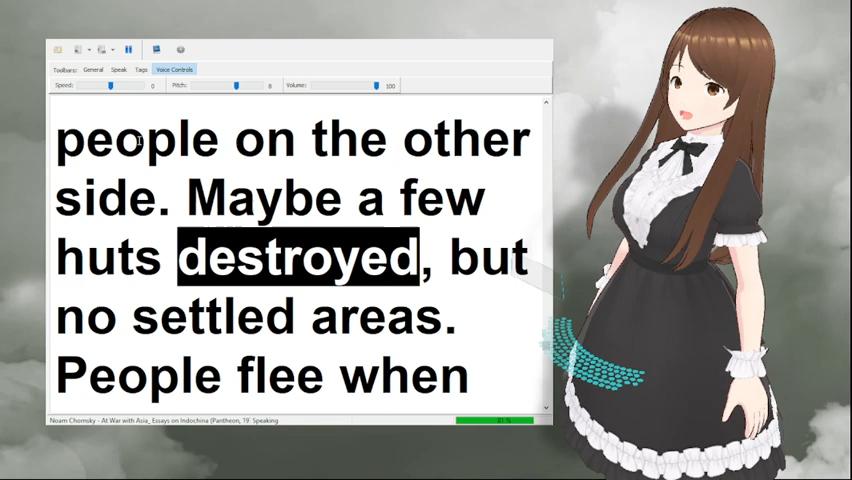 Toolbars: General Speak Tags Voice Controls
Speed: 0 Pitch: 8 Volume: 100
people on the other
side. Maybe a few
huts destroyed, but
no settled areas.
People flee when
Noam Chomsky - At War with Asia_ Essays on Indochina (Pantheon, 19 Speaking 81 %